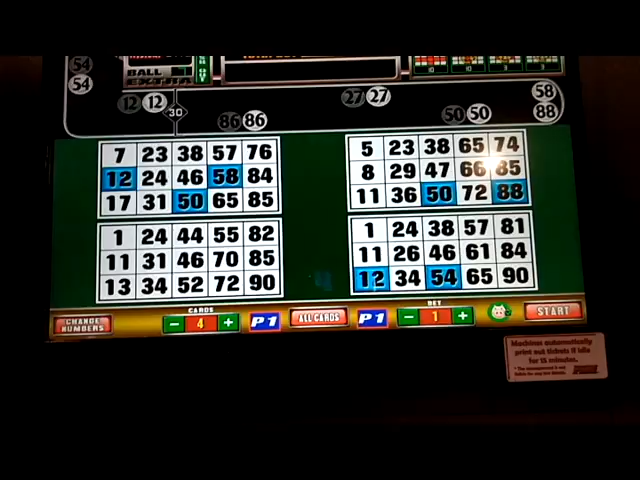 54
54
BALL
EXTRA
12 12
30
86 86
27 27
50 50
58
88
7 23 38 57 76
12 24 46 58 84
17 31 50 65 85
5 23 38 65 74
8 29 47 66 85
11 36 50 72 88
1 24 44 55 82
11 31 46 70 85
13 34 52 72 90
1 24 38 57 81
11 26 46 61 84
12 34 54 65 90
CHANGE
NUMBERS
CARDS
− 4 +
P1
ALL CARDS
P1
BET
− 1 +
START
Machines automatically
print out tickets if idle
for 15 minutes.